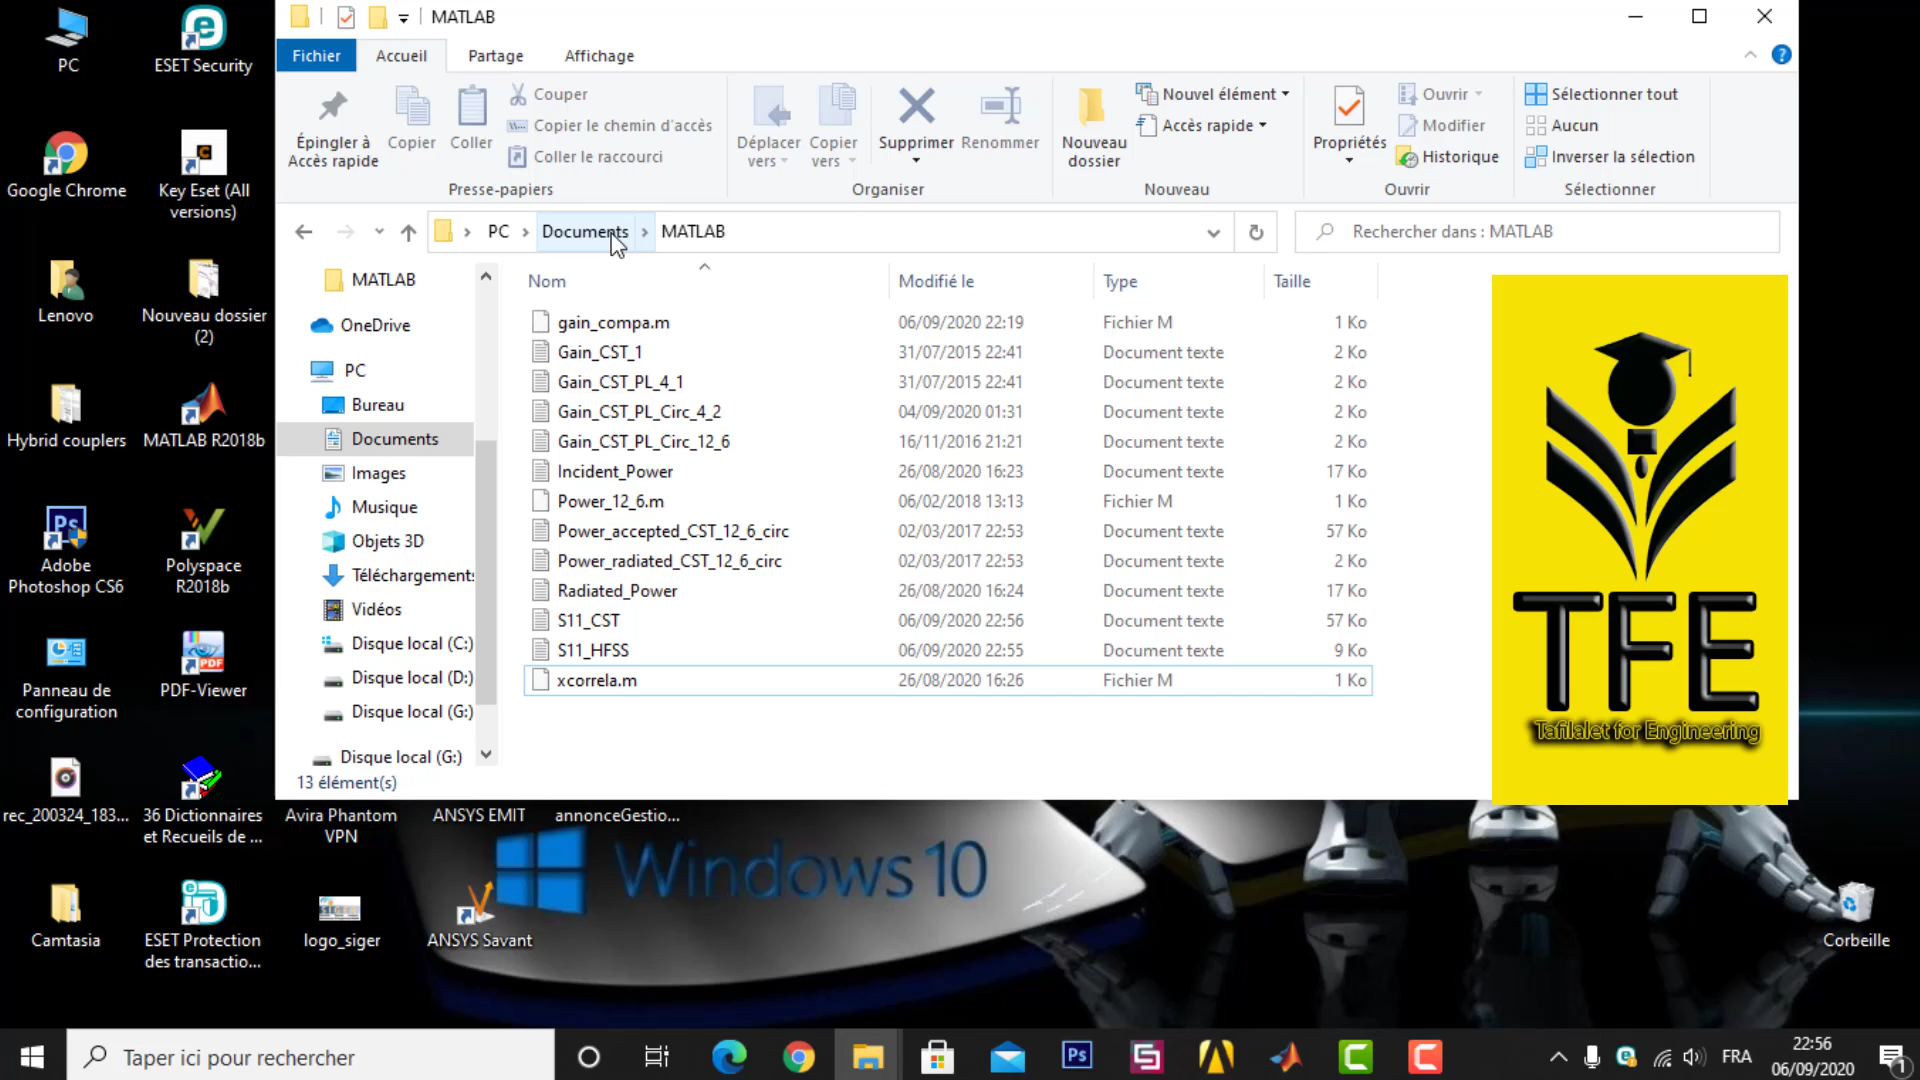 MATLAB
Fichier
Accueil
Partage
Affichage
Épingler à
Accès rapide
Copier
Coller
Couper
Copier le chemin d'accès
Coller le raccourci
Presse-papiers
Déplacer
vers
Copier
vers
Supprimer
Renommer
Organiser
Nouveau
dossier
Nouvel élément
Accès rapide
Nouveau
Propriétés
Ouvrir
Modifier
Historique
Ouvrir
Sélectionner tout
Aucun
Inverser la sélection
Sélectionner
PC
Documents
MATLAB
Rechercher dans : MATLAB
MATLAB
OneDrive
PC
Bureau
Documents
Images
Musique
Objets 3D
Téléchargements
Vidéos
Disque local (C:)
Disque local (D:)
Disque local (G:)
Disque local (G:)
13 élément(s)
Nom Modifié le Type Taille
gain_compa.m 06/09/2020 22:19 Fichier M 1 Ko
Gain_CST_1 31/07/2015 22:41 Document texte 2 Ko
Gain_CST_PL_4_1 31/07/2015 22:41 Document texte 2 Ko
Gain_CST_PL_Circ_4_2 04/09/2020 01:31 Document texte 2 Ko
Gain_CST_PL_Circ_12_6 16/11/2016 21:21 Document texte 2 Ko
Incident_Power 26/08/2020 16:23 Document texte 17 Ko
Power_12_6.m 06/02/2018 13:13 Fichier M 1 Ko
Power_accepted_CST_12_6_circ 02/03/2017 22:53 Document texte 57 Ko
Power_radiated_CST_12_6_circ 02/03/2017 22:53 Document texte 2 Ko
Radiated_Power 26/08/2020 16:24 Document texte 17 Ko
S11_CST 06/09/2020 22:56 Document texte 57 Ko
S11_HFSS 06/09/2020 22:55 Document texte 9 Ko
xcorrela.m 26/08/2020 16:26 Fichier M 1 Ko
TFE
Tafilalet for Engineering
PC
ESET Security
Google Chrome
Key Eset (All
versions)
Lenovo
Nouveau dossier
(2)
Hybrid couplers
MATLAB R2018b
Ps
Adobe
Photoshop CS6
Polyspace
R2018b
Panneau de
configuration
PDF
PDF-Viewer
rec_200324_183...
36 Dictionnaires
et Recueils de ...
Avira Phantom
VPN
ANSYS EMIT
annonceGestio...
Camtasia
ESET Protection
des transactio...
logo_siger
ANSYS Savant
Windows 10
Corbeille
Taper ici pour rechercher
Ps
FRA
22:56
06/09/2020
1